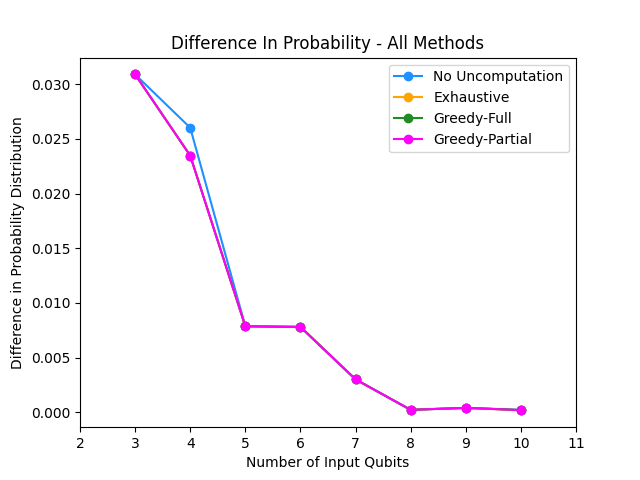 Difference In Probability - All Methods
No Uncomputation
Exhaustive
Greedy-Full
Greedy-Partial
Difference in Probability Distribution
0.030
0.025
0.020
0.015
0.010
0.005
0.000
2 3 4 5 6 7 8 9 10 11
Number of Input Qubits